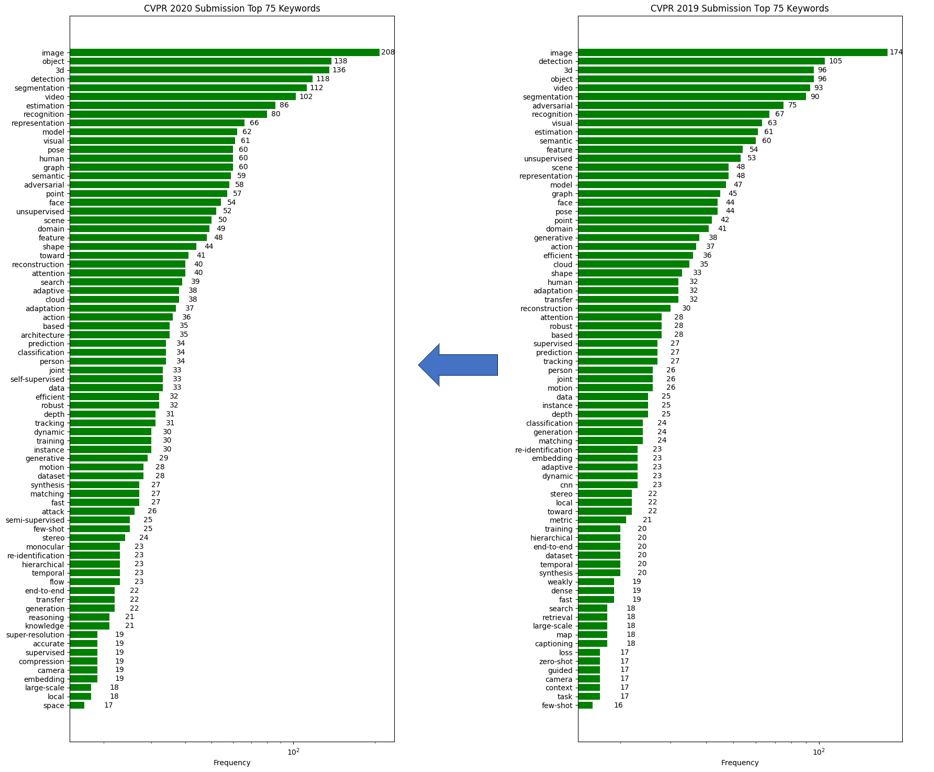 CVPR 2020 Submission Top 75 Keywords
image 208
object 138
3d 136
detection 118
segmentation 112
video 102
estimation 86
recognition 80
representation 66
model 62
visual 61
pose 60
human 60
graph 60
semantic 59
adversarial 58
point 57
face 54
unsupervised 52
scene 50
domain 49
feature 48
shape 44
toward 41
reconstruction 40
attention 40
search 39
adaptive 38
cloud 38
adaptation 37
action 36
based 35
architecture 35
prediction 34
classification 34
person 34
joint 33
self-supervised 33
data 33
efficient 32
robust 32
depth 31
tracking 31
dynamic 30
training 30
instance 30
generative 29
motion 28
dataset 28
synthesis 27
matching 27
fast 27
attack 26
semi-supervised 25
few-shot 25
stereo 24
monocular 23
re-identification 23
hierarchical 23
temporal 23
flow 23
end-to-end 22
transfer 22
generation 22
reasoning 21
knowledge 21
super-resolution 19
accurate 19
supervised 19
compression 19
camera 19
embedding 19
large-scale 18
local 18
space 17
10²
Frequency
CVPR 2019 Submission Top 75 Keywords
image 174
detection 105
3d 96
object 96
video 93
segmentation 90
adversarial 75
recognition 67
visual 63
estimation 61
semantic 60
feature 54
unsupervised 53
scene 48
representation 48
model 47
graph 45
face 44
pose 44
point 42
domain 41
generative 38
action 37
efficient 36
cloud 35
shape 33
human 32
adaptation 32
transfer 32
reconstruction 30
attention 28
robust 28
based 28
supervised 27
prediction 27
tracking 27
person 26
joint 26
motion 26
data 25
instance 25
depth 25
classification 24
generation 24
matching 24
re-identification 23
embedding 23
adaptive 23
dynamic 23
cnn 23
stereo 22
local 22
toward 22
metric 21
training 20
hierarchical 20
end-to-end 20
dataset 20
temporal 20
synthesis 20
weakly 19
dense 19
fast 19
search 18
retrieval 18
large-scale 18
map 18
captioning 18
loss 17
zero-shot 17
guided 17
camera 17
context 17
task 17
few-shot 16
10²
Frequency